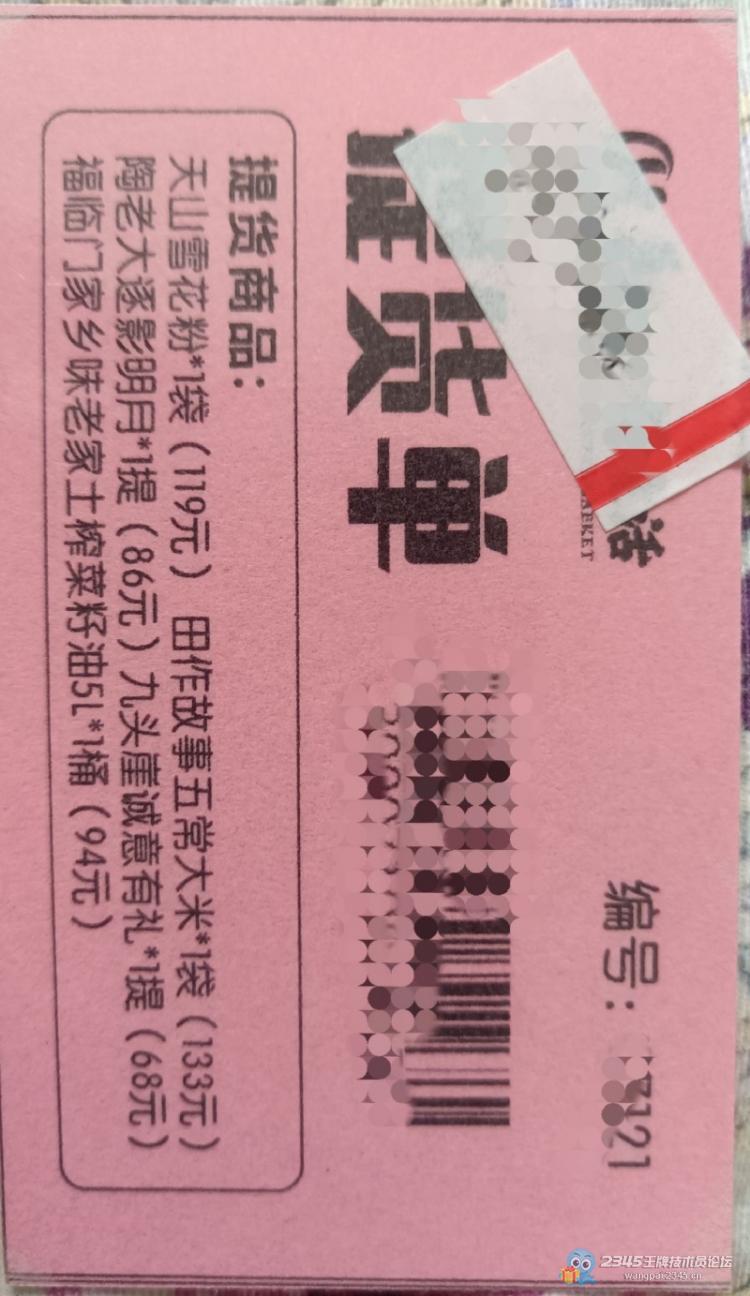 活
ARKET
编号：
7121
提货单
提货商品：
天山雪花粉*1袋（119元） 田作故事五常大米*1袋（133元）
陶老大逐影明月*1提（86元）九头崖诚意有礼*1提（68元）
福临门家乡味老家土榨菜籽油5L*1桶（94元）
2345王牌技术员论坛
wangpai2345.cn